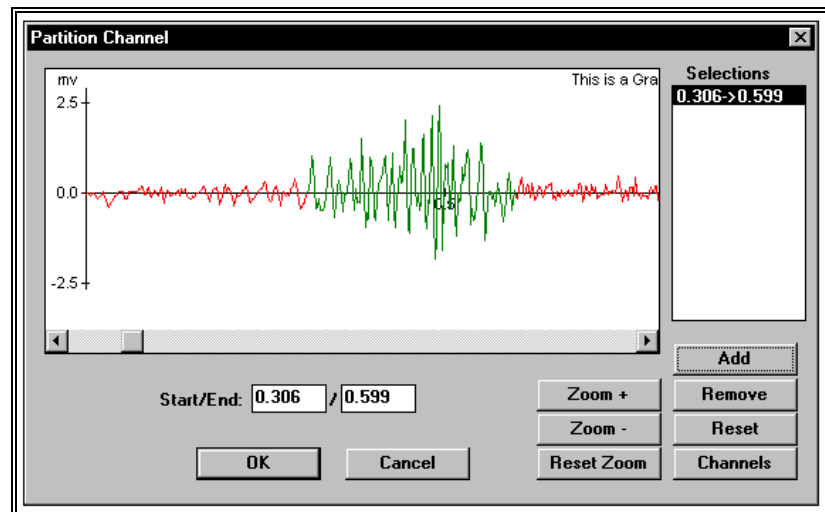 Partition Channel
mv
This is a Gra
2.5
0.0
0.5
-2.5
Selections
0.306->0.599
Start/End: 0.306 / 0.599
OK
Cancel
Zoom +
Zoom -
Reset Zoom
Add
Remove
Reset
Channels